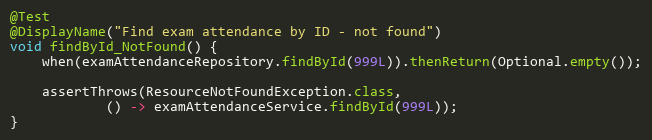 @Test
@DisplayName("Find exam attendance by ID - not found")
void findById_NotFound() {
    when(examAttendanceRepository.findById(999L)).thenReturn(Optional.empty());

    assertThrows(ResourceNotFoundException.class,
            () -> examAttendanceService.findById(999L));
}